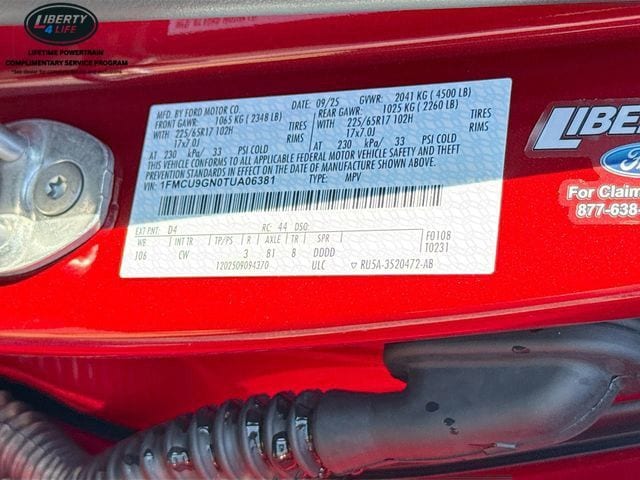 LIBERTY
4 LIFE
LIFETIME POWERTRAIN
COMPLIMENTARY SERVICE PROGRAM
MFD. BY FORD MOTOR CO.
DATE: 09/25 GVWR: 2041 KG (4500 LB)
FRONT GAWR: 1065 KG (2348 LB) REAR GAWR: 1025 KG (2260 LB)
WITH 225/65R17 102H TIRES WITH 225/65R17 102H TIRES
17x7.0J RIMS 17x7.0J RIMS
AT 230 kPa/ 33 PSI COLD AT 230 kPa/ 33 PSI COLD
THIS VEHICLE CONFORMS TO ALL APPLICABLE FEDERAL MOTOR VEHICLE SAFETY AND THEFT
PREVENTION STANDARDS IN EFFECT ON THE DATE OF MANUFACTURE SHOWN ABOVE.
VIN: 1FMCU9GN0TUA06381 TYPE: MPV
EXT PNT: D4 RC: 44 DSO:
WB INT TR TP/PS R AX TR SPR F0108
106 CW 3 81 8 DDDD T0231
1202509094370 ULC ▽ RU5A-3520472-AB
LIBER
Ford
For Claim
877-638-